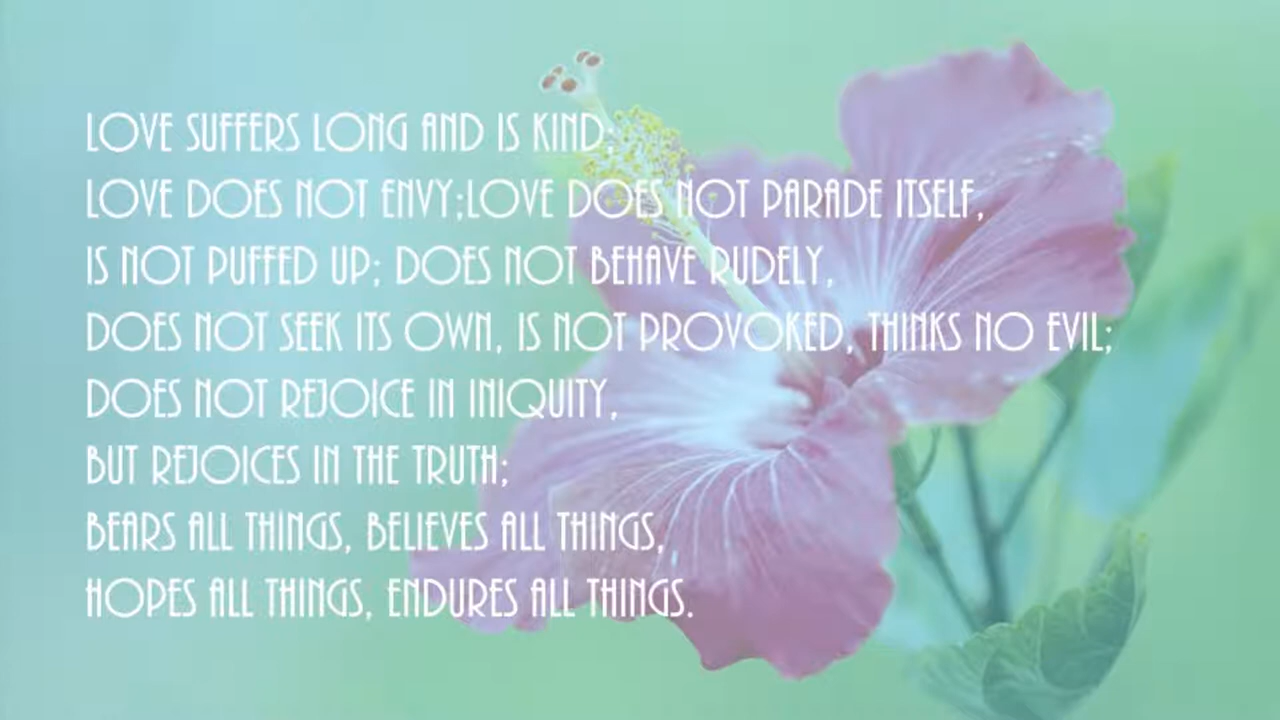 LOVE SUFFERS LONG AND IS KIND;
LOVE DOES NOT ENVY;LOVE DOES NOT PARADE ITSELF,
IS NOT PUFFED UP; DOES NOT BEHAVE RUDELY,
DOES NOT SEEK ITS OWN, IS NOT PROVOKED, THINKS NO EVIL;
DOES NOT REJOICE IN INIQUITY,
BUT REJOICES IN THE TRUTH;
BEARS ALL THINGS, BELIEVES ALL THINGS,
HOPES ALL THINGS, ENDURES ALL THINGS.